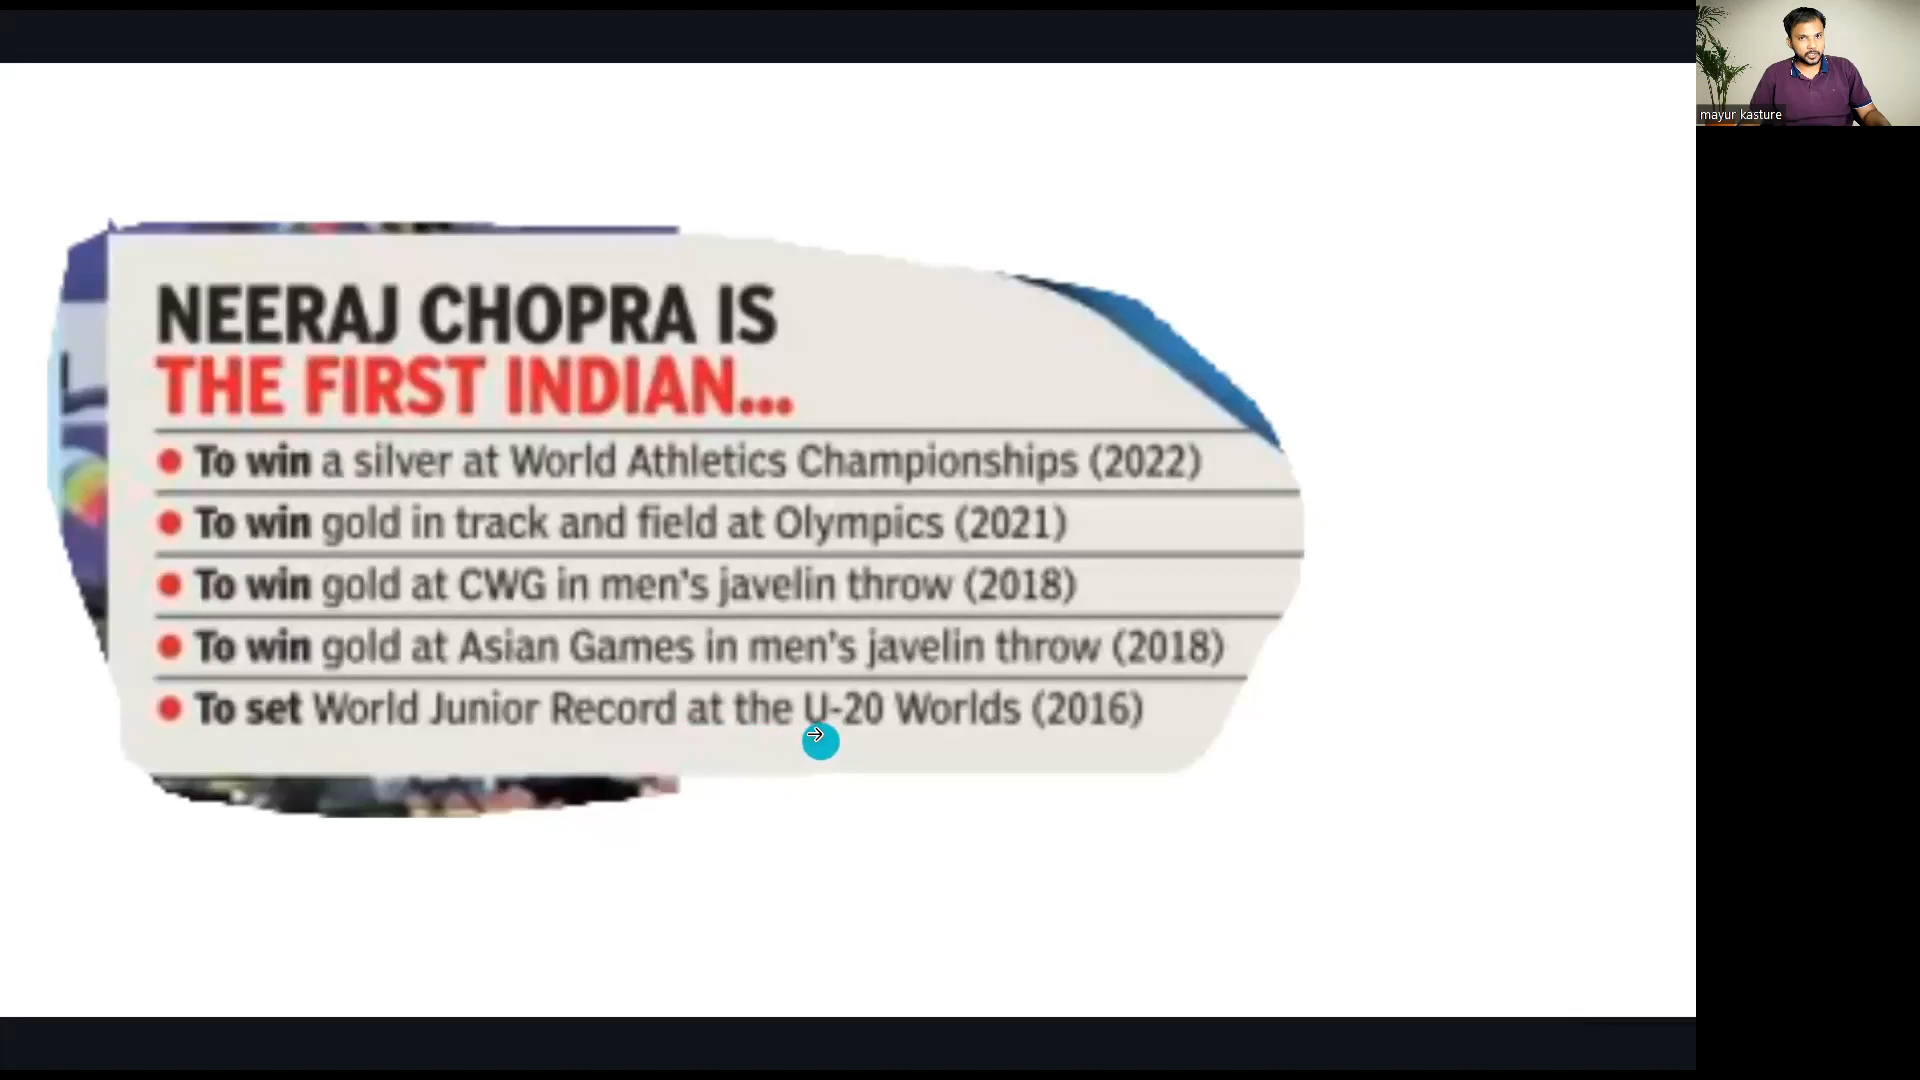 mayur kasture
NEERAJ CHOPRA IS
THE FIRST INDIAN...
To win a silver at World Athletics Championships (2022)
To win gold in track and field at Olympics (2021)
To win gold at CWG in men's javelin throw (2018)
To win gold at Asian Games in men's javelin throw (2018)
To set World Junior Record at the U-20 Worlds (2016)